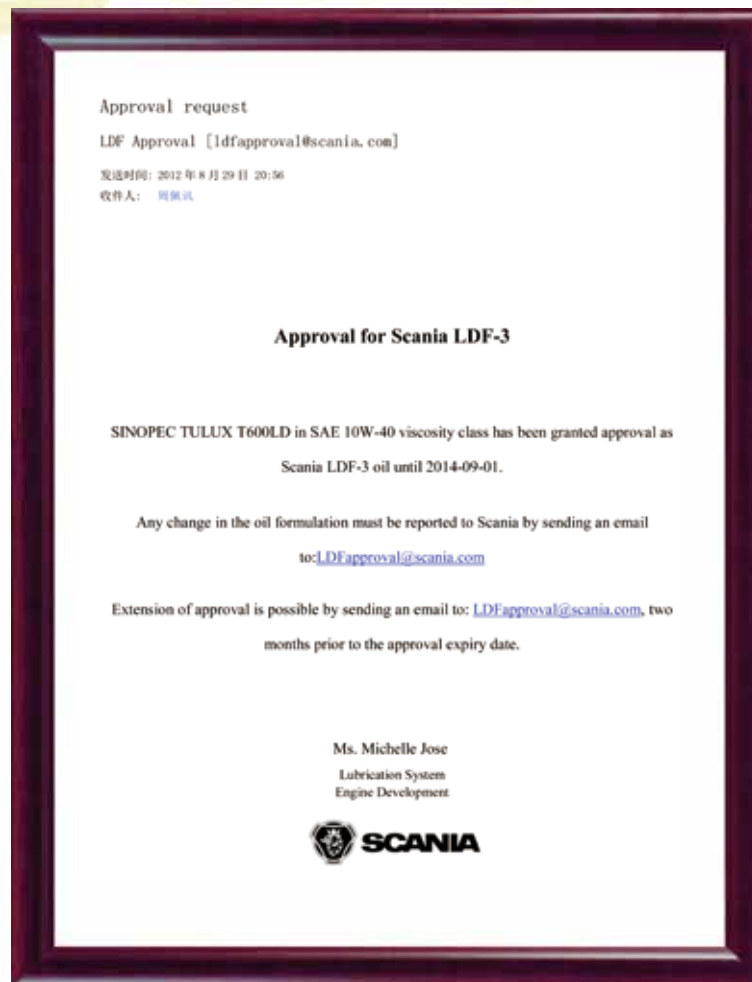 Approval request
LDF Approval [ldfapproval@scania.com]
发送时间: 2012 年 8 月 29 日 20:56
收件人:
Approval for Scania LDF-3
SINOPEC TULUX T600LD in SAE 10W-40 viscosity class has been granted approval as
Scania LDF-3 oil until 2014-09-01.
Any change in the oil formulation must be reported to Scania by sending an email
to:LDFapproval@scania.com
Extension of approval is possible by sending an email to: LDFapproval@scania.com, two
months prior to the approval expiry date.
Ms. Michelle Jose
Lubrication System
Engine Development
SCANIA